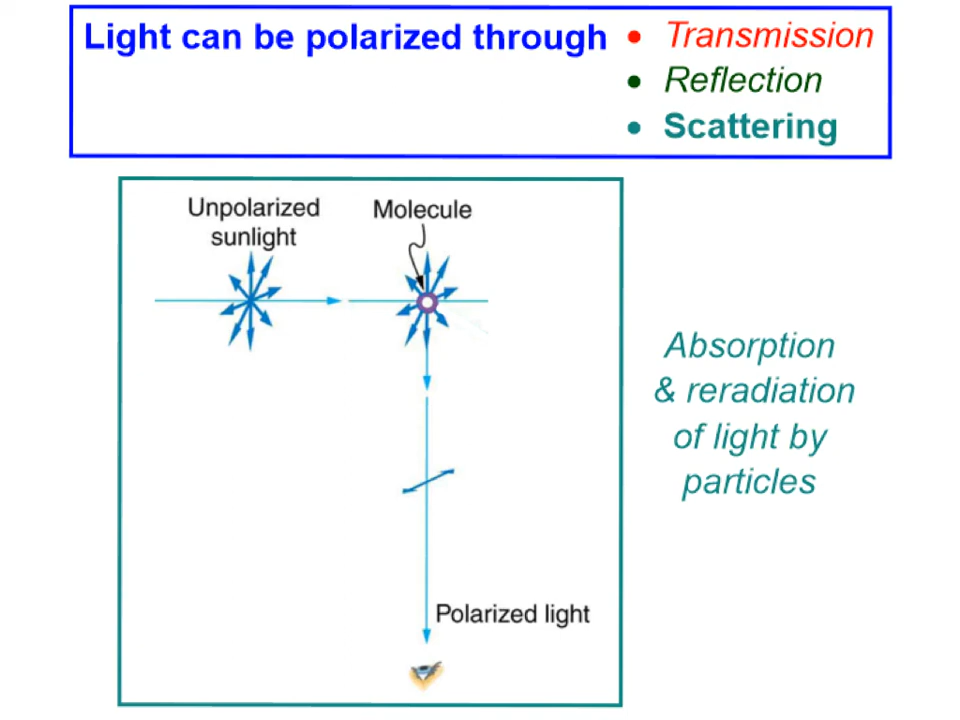 Light can be polarized through
• Transmission
• Reflection
• Scattering
Unpolarized
sunlight
Molecule
Absorption
& reradiation
of light by
particles
Polarized light